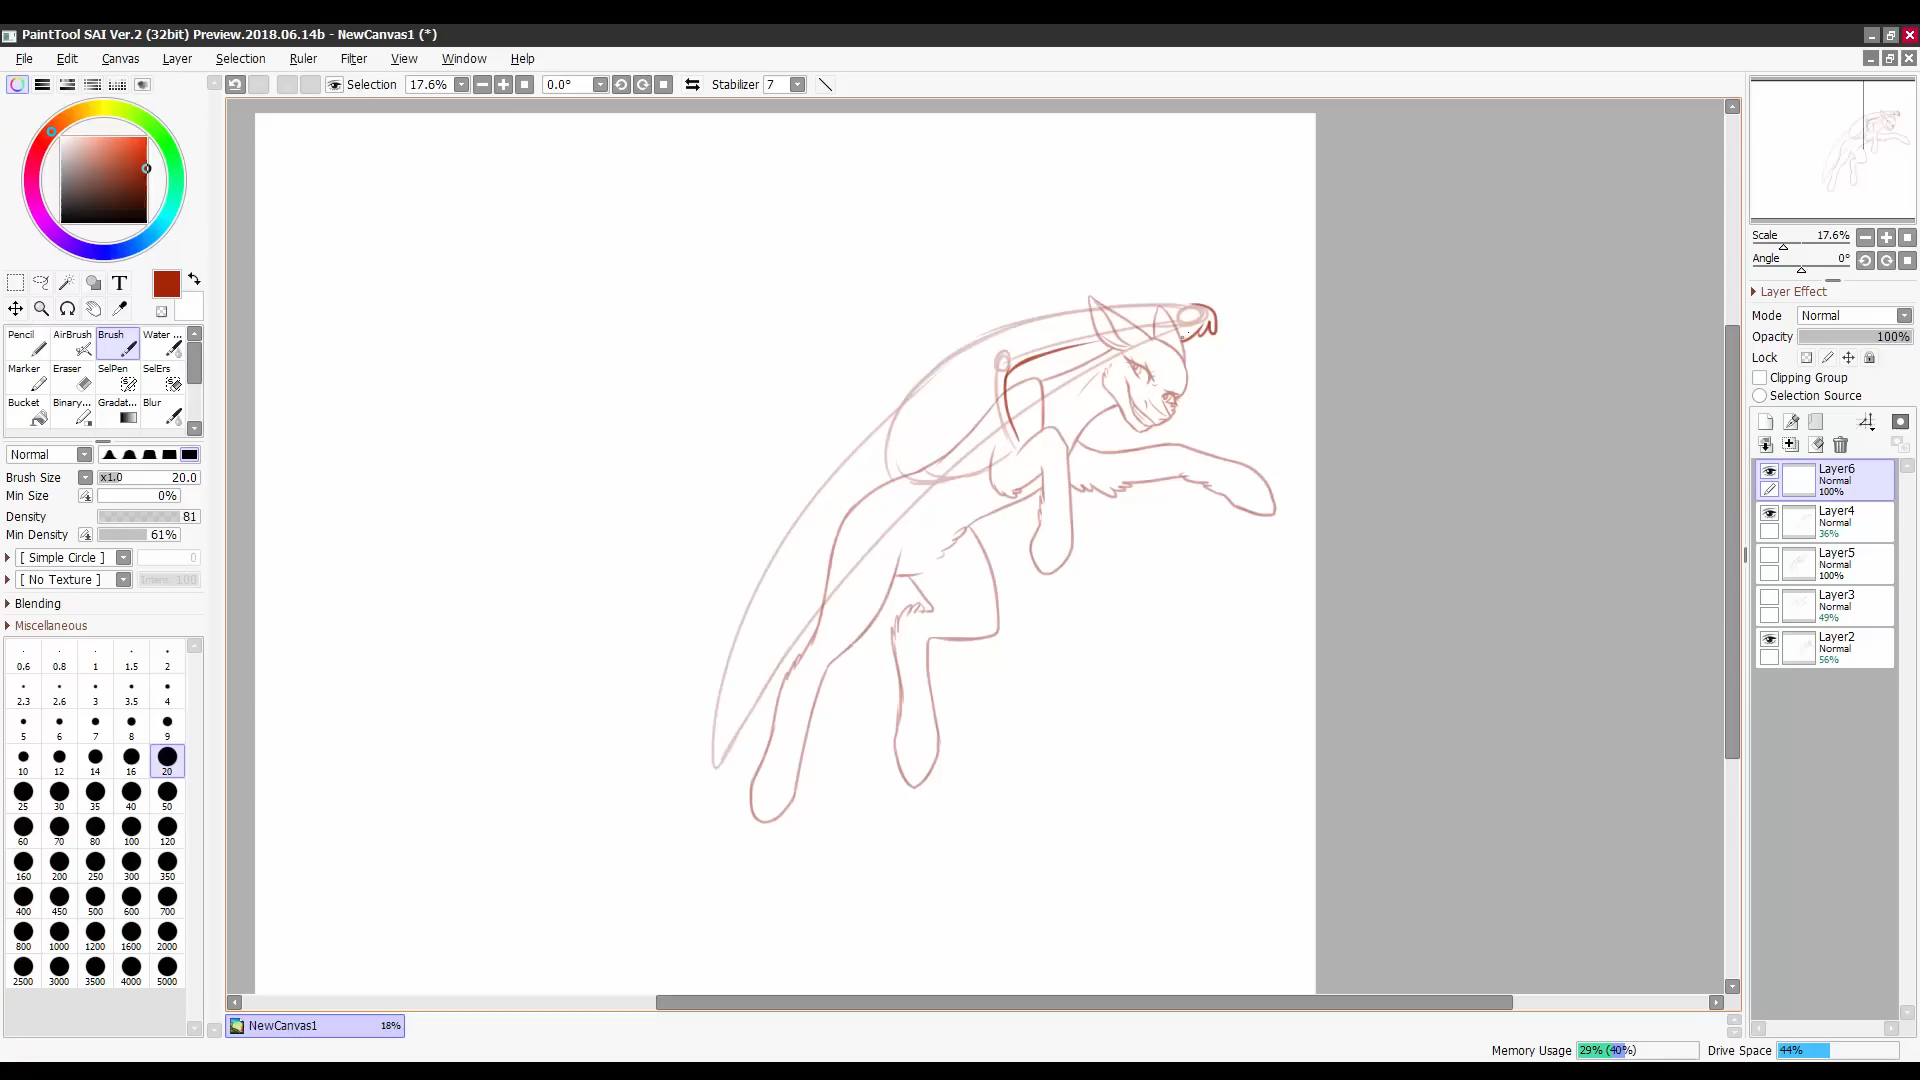 PaintTool SAI Ver.2 (32bit) Preview.2018.06.14b - NewCanvas1 (*)
File Edit Canvas Layer Selection Ruler Filter View Window Help
Selection 17.6% 0.0° Stabilizer 7
Scale 17.6%
Angle 0°
Layer Effect
Mode Normal
Opacity 100%
Lock
Clipping Group
Selection Source
T
Pencil AirBrush Brush Water ...
Marker Eraser SelPen SelErs
Bucket Binary... Gradat... Blur
Normal
Brush Size x1.0 20.0
Min Size 0%
Density 81
Min Density 61%
[ Simple Circle ] 0
[ No Texture ] Intens. 100
Blending
Miscellaneous
0.6 0.8 1 1.5 2
2.3 2.6 3 3.5 4
5 6 7 8 9
10 12 14 16 20
25 30 35 40 50
60 70 80 100 120
160 200 250 300 350
400 450 500 600 700
800 1000 1200 1600 2000
2500 3000 3500 4000 5000
Layer6
Normal
100%
Layer4
Normal
36%
Layer5
Normal
100%
Layer3
Normal
49%
Layer2
Normal
56%
NewCanvas1 18%
Memory Usage 29% (40%) Drive Space 44%